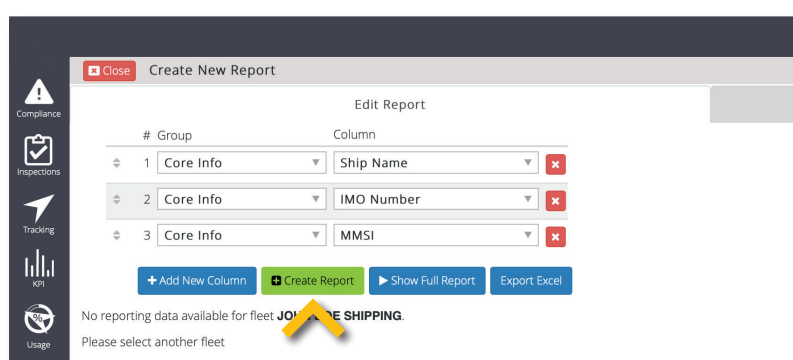 Close Create New Report
Compliance
Edit Report
# Group Column
Inspections
1 Core Info Ship Name
2 Core Info IMO Number
Tracking
3 Core Info MMSI
KPI
Add New Column Create Report Show Full Report Export Excel
%
Usage
No reporting data available for fleet SHIPPING.
Please select another fleet